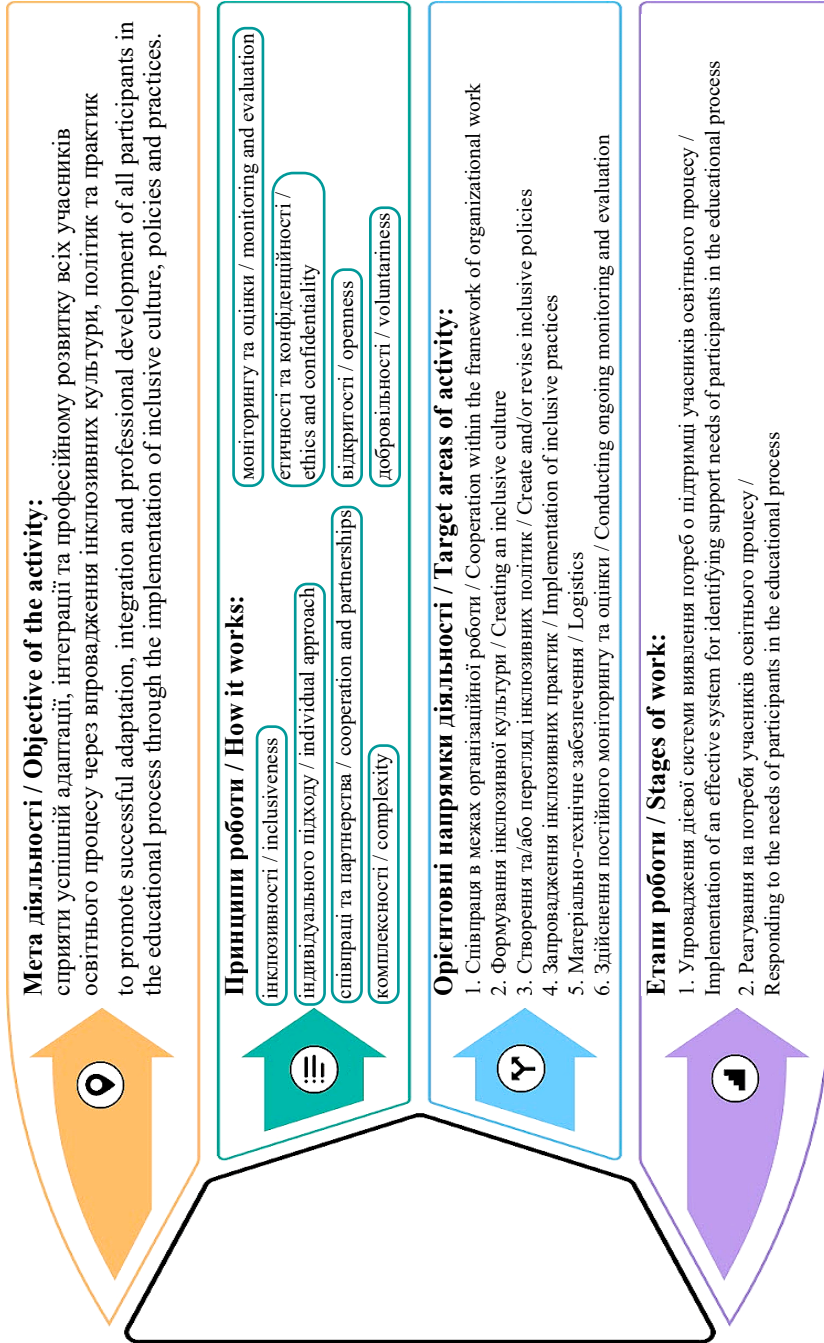 Мета діяльності / Objective of the activity:
сприяти успішній адаптації, інтеграції та професійному розвитку всіх учасників
освітнього процесу через впровадження інклюзивних культури, політик та практик
to promote successful adaptation, integration and professional development of all participants in
the educational process through the implementation of inclusive culture, policies and practices.
Принципи роботи / How it works:
інклюзивності / inclusiveness
індивідуального підходу / individual approach
співпраці та партнерства / cooperation and partnerships
комплексності / complexity
моніторингу та оцінки / monitoring and evaluation
етичності та конфіденційності /
ethics and confidentiality
відкритості / openness
добровільності / voluntariness
Орієнтовні напрямки діяльності / Target areas of activity:
1. Співпраця в межах організаційної роботи / Cooperation within the framework of organizational work
2. Формування інклюзивної культури / Creating an inclusive culture
3. Створення та/або перегляд інклюзивних політик / Create and/or revise inclusive policies
4. Запровадження інклюзивних практик / Implementation of inclusive practices
5. Матеріально-технічне забезпечення / Logistics
6. Здійснення постійного моніторингу та оцінки / Conducting ongoing monitoring and evaluation
Етапи роботи / Stages of work:
1. Упровадження дієвої системи виявлення потреб о підтримці учасників освітнього процесу /
Implementation of an effective system for identifying support needs of participants in the educational process
2. Реагування на потреби учасників освітнього процесу /
Responding to the needs of participants in the educational process